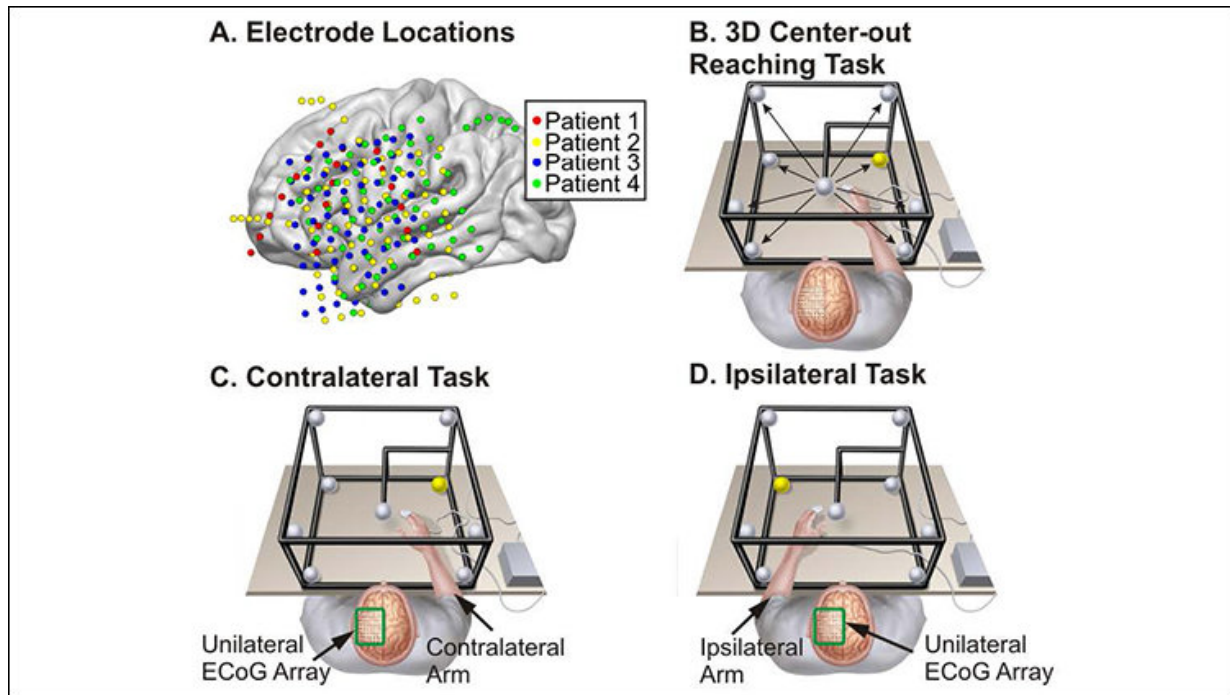 A. Electrode Locations
Patient 1
Patient 2
Patient 3
Patient 4
B. 3D Center-out
Reaching Task
C. Contralateral Task
Unilateral
ECoG Array
Contralateral
Arm
D. Ipsilateral Task
Ipsilateral
Arm
Unilateral
ECoG Array